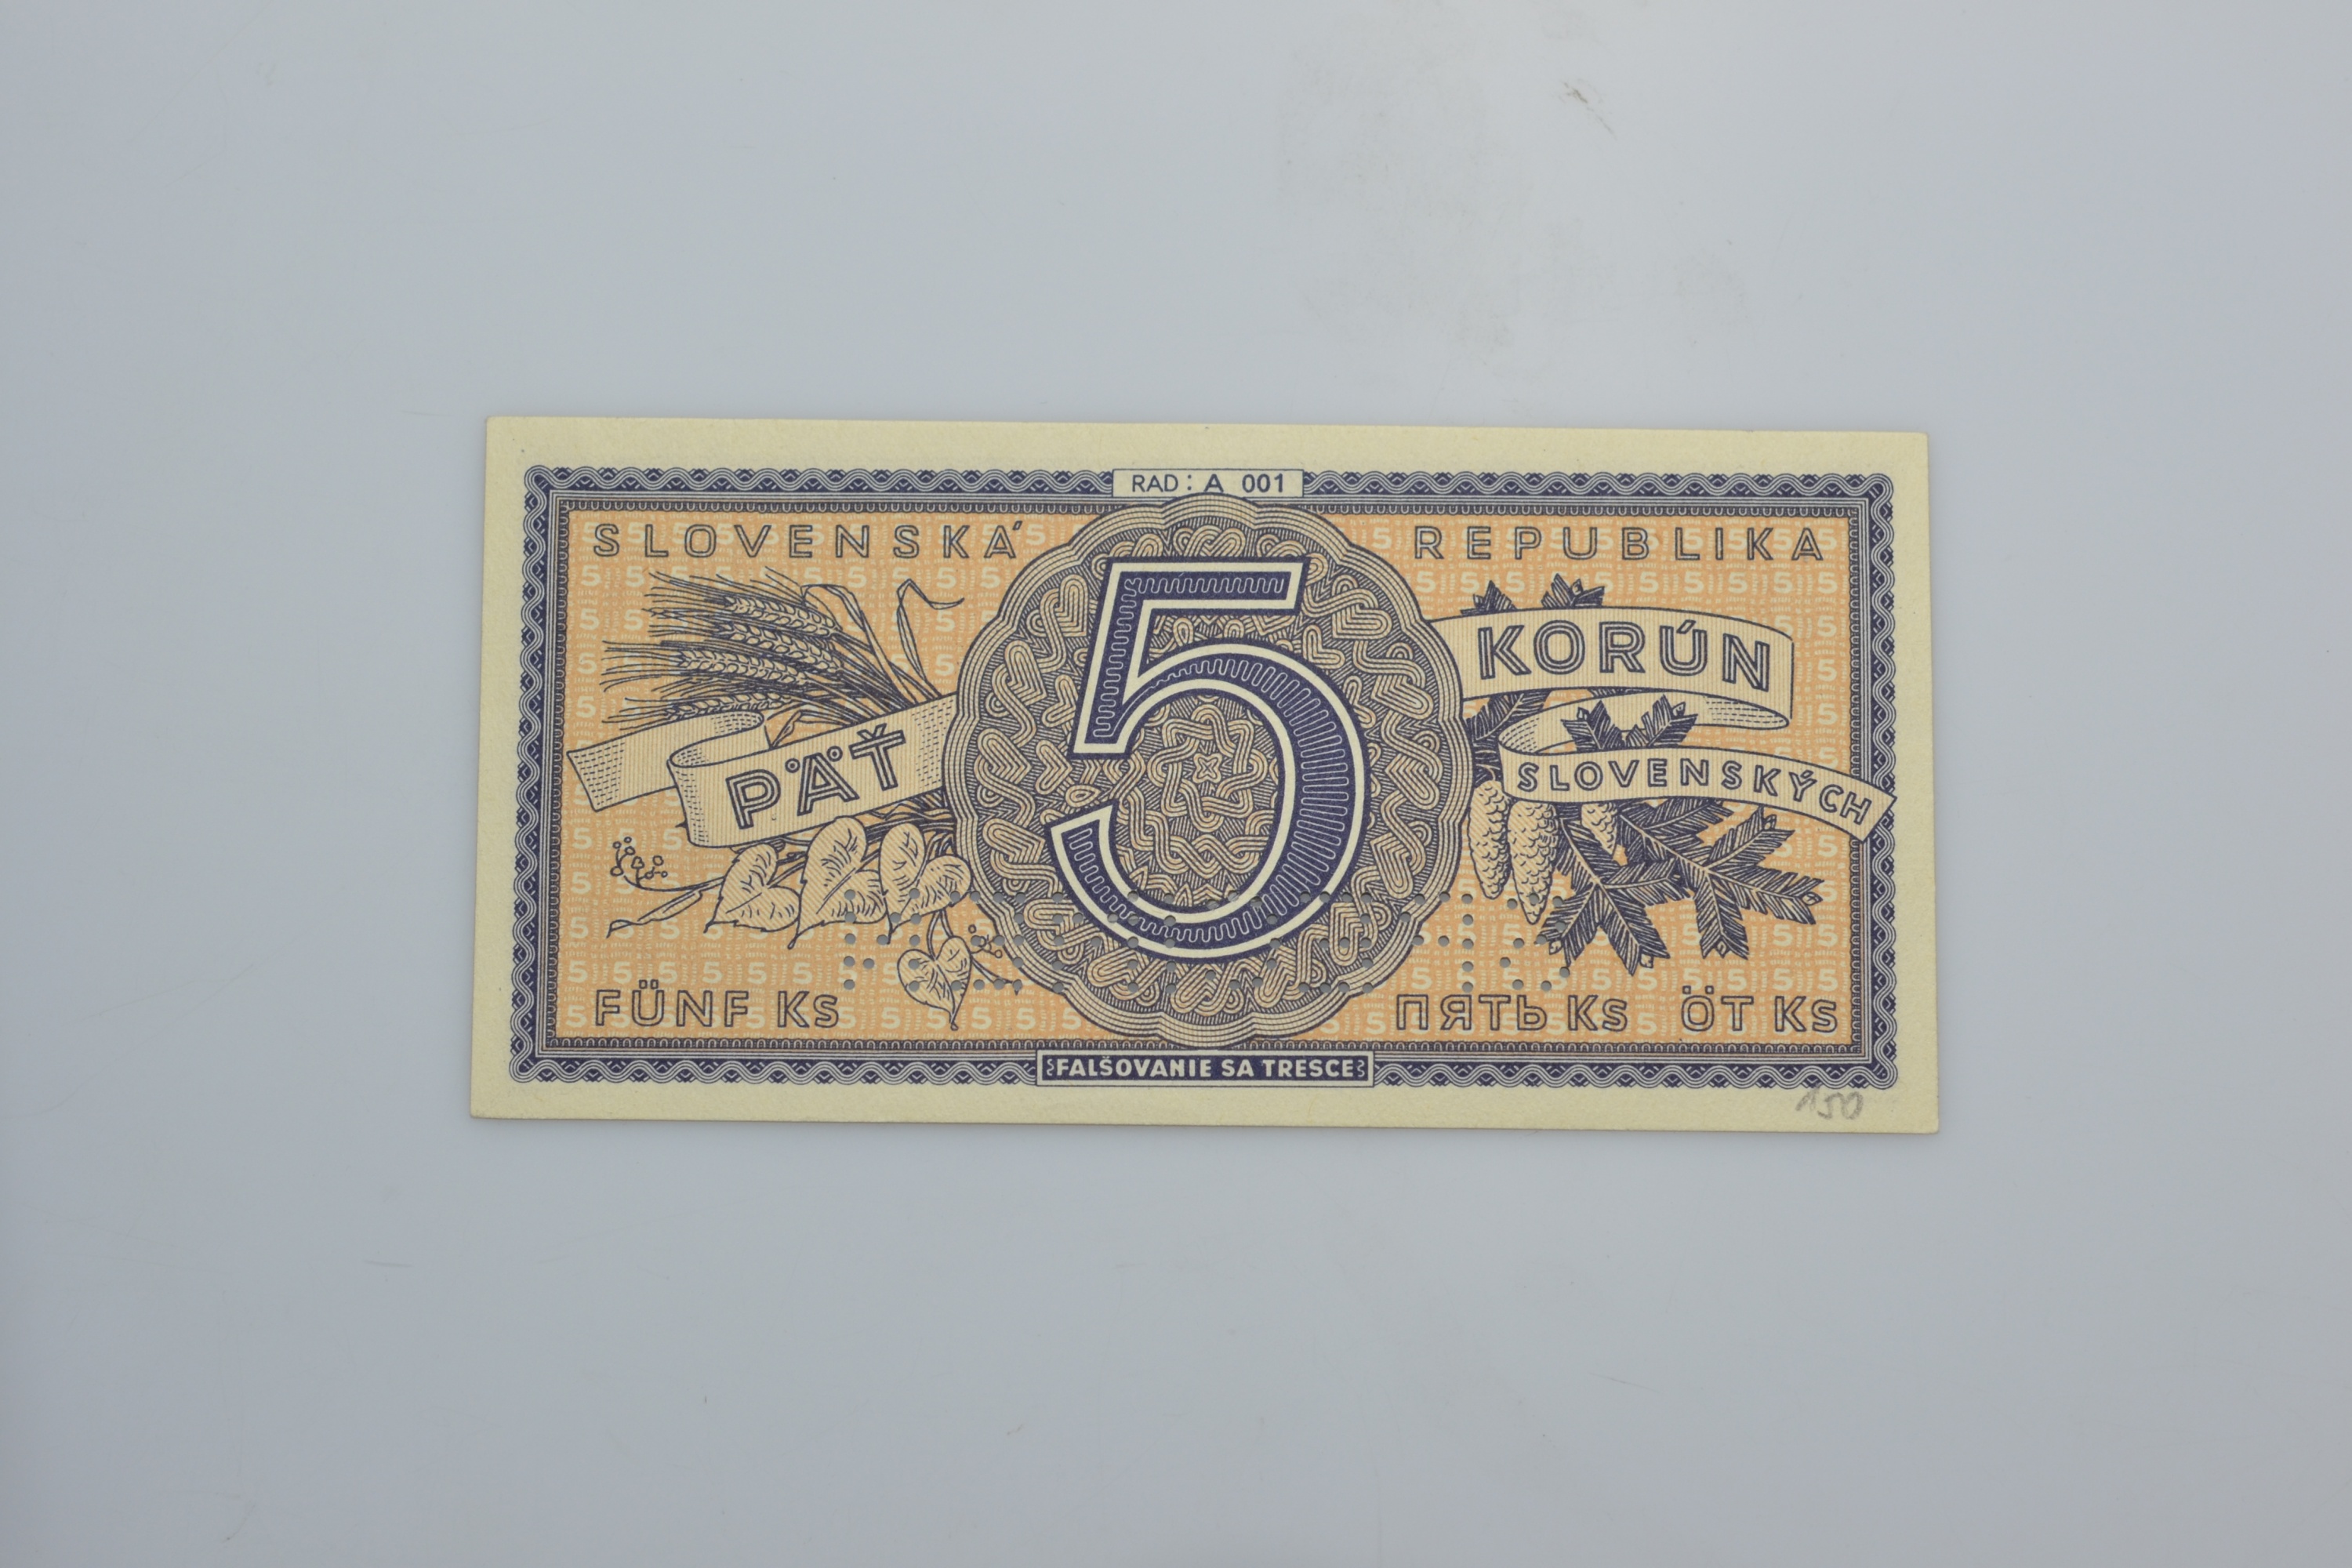 RAD: A 001
SLOVENSKÁ REPUBLIKA
PÄŤ
5
KORÚN
SLOVENSKÝCH
FÜNF Ks
ПЯТЬ Ks ÖT Ks
FALŠOVANIE SA TRESCE
150